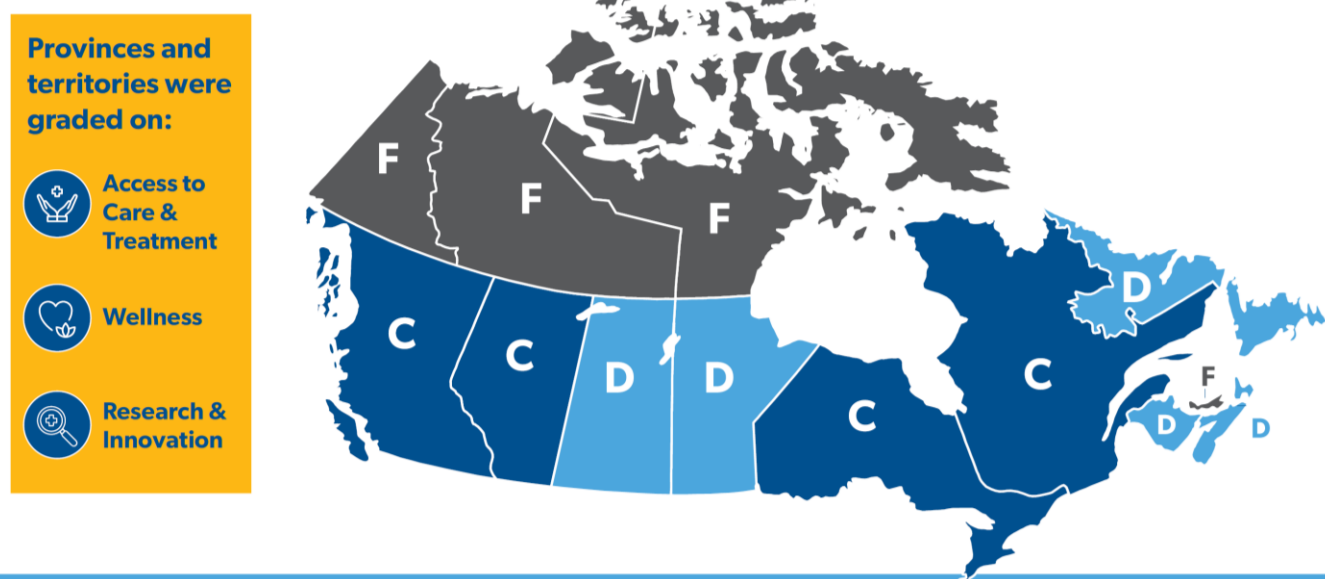 Provinces and
territories were
graded on:
Access to
Care &
Treatment
Wellness
Research &
Innovation
F
F
F
C
C
D
D
C
C
D
F
D
D